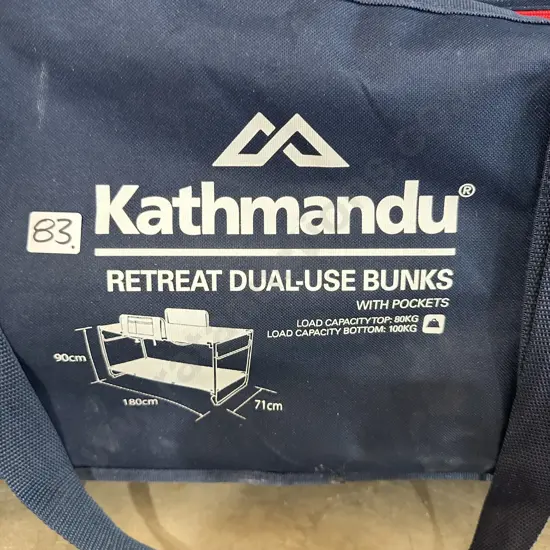 Kathmandu®
83.
RETREAT DUAL-USE BUNKS
WITH POCKETS
LOAD CAPACITY TOP: 80KG
LOAD CAPACITY BOTTOM: 100KG
90cm
180cm
71cm